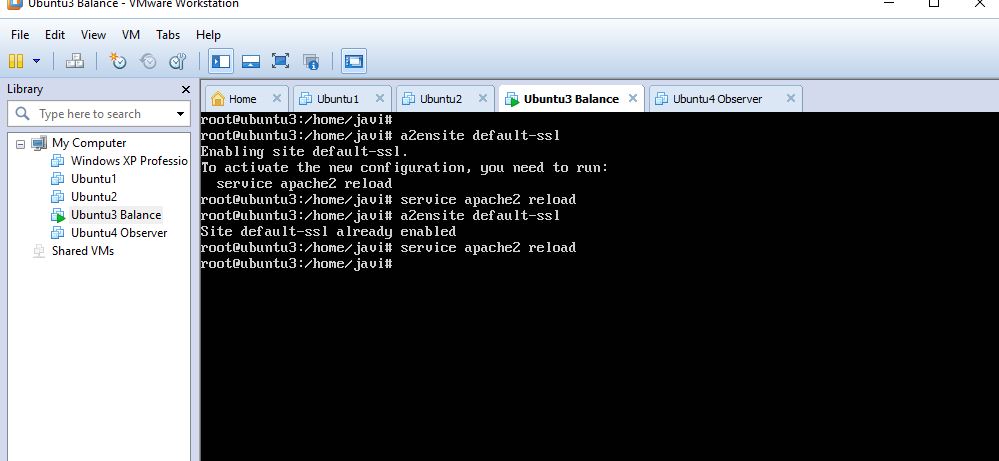 Ubuntu3 Balance - VMware Workstation
File Edit View VM Tabs Help
Library
Type here to search
My Computer
Windows XP Professio
Ubuntu1
Ubuntu2
Ubuntu3 Balance
Ubuntu4 Observer
Shared VMs
Home Ubuntu1 Ubuntu2 Ubuntu3 Balance Ubuntu4 Observer
root@ubuntu3:/home/javi#
root@ubuntu3:/home/javi# a2ensite default-ssl
Enabling site default-ssl.
To activate the new configuration, you need to run:
  service apache2 reload
root@ubuntu3:/home/javi# service apache2 reload
root@ubuntu3:/home/javi# a2ensite default-ssl
Site default-ssl already enabled
root@ubuntu3:/home/javi# service apache2 reload
root@ubuntu3:/home/javi#